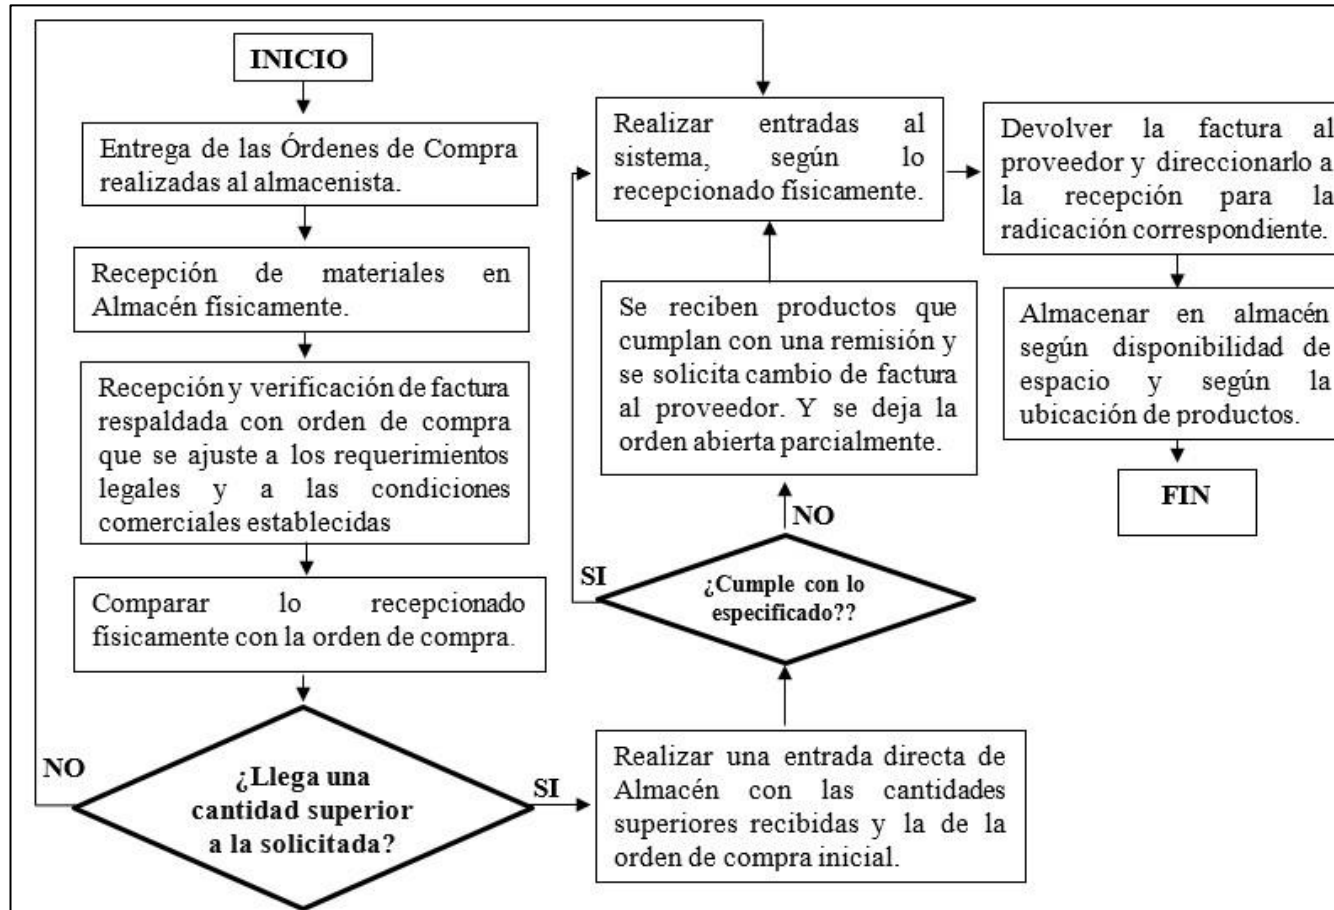 INICIO
Entrega de las Órdenes de Compra
realizadas al almacenista.
Recepción de materiales en
Almacén físicamente.
Recepción y verificación de factura
respaldada con orden de compra
que se ajuste a los requerimientos
legales y a las condiciones
comerciales establecidas
Comparar lo recepcionado
físicamente con la orden de compra.
¿Llega una
cantidad superior
a la solicitada?
NO
SI
Realizar una entrada directa de
Almacén con las cantidades
superiores recibidas y la de la
orden de compra inicial.
¿Cumple con lo
especificado??
SI
NO
Se reciben productos que
cumplan con una remisión y
se solicita cambio de factura
al proveedor. Y se deja la
orden abierta parcialmente.
Realizar entradas al
sistema, según lo
recepcionado físicamente.
Devolver la factura al
proveedor y direccionarlo a
la recepción para la
radicación correspondiente.
Almacenar en almacén
según disponibilidad de
espacio y según la
ubicación de productos.
FIN